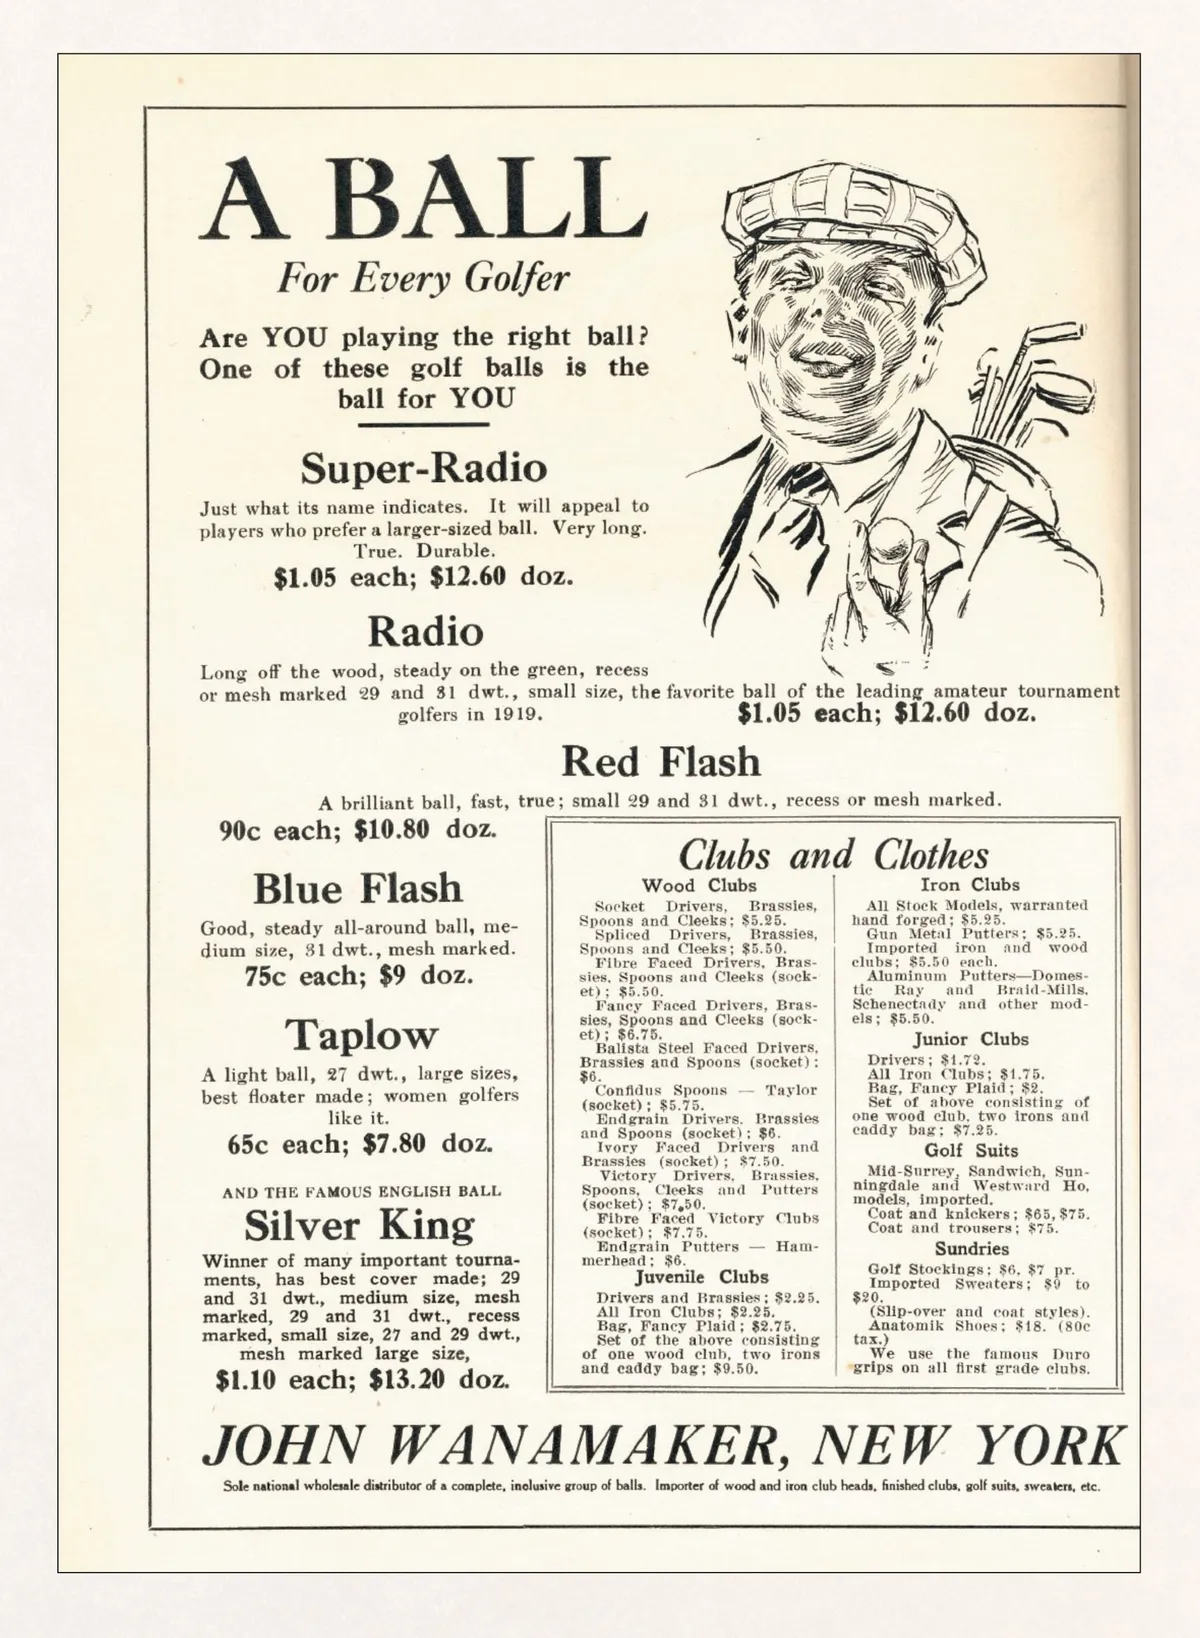 A BALL
For Every Golfer
Are YOU playing the right ball?
One of these golf balls is the
ball for YOU
Super-Radio
Just what its name indicates. It will appeal to
players who prefer a larger-sized ball. Very long.
True. Durable.
$1.05 each; $12.60 doz.
Radio
Long off the wood, steady on the green, recess
or mesh marked 29 and 31 dwt., small size, the favorite ball of the leading amateur tournament
golfers in 1919.
$1.05 each; $12.60 doz.
Red Flash
A brilliant ball, fast, true; small 29 and 31 dwt., recess or mesh marked.
90c each; $10.80 doz.
Blue Flash
Good, steady all-around ball, me-
dium size, 31 dwt., mesh marked.
75c each; $9 doz.
Taplow
A light ball, 27 dwt., large sizes,
best floater made; women golfers
like it.
65c each; $7.80 doz.
AND THE FAMOUS ENGLISH BALL
Silver King
Winner of many important tourna-
ments, has best cover made; 29
and 31 dwt., medium size, mesh
marked, 29 and 31 dwt., recess
marked, small size, 27 and 29 dwt.,
mesh marked large size,
$1.10 each; $13.20 doz.
Clubs and Clothes
Wood Clubs
Socket Drivers, Brassies,
Spoons and Cleeks; $5.25.
Spliced Drivers, Brassies,
Spoons and Cleeks; $5.50.
Fibre Faced Drivers, Bras-
sies, Spoons and Cleeks (sock-
et); $5.50.
Fancy Faced Drivers, Bras-
sies, Spoons and Cleeks (sock-
et); $6.75.
Balista Steel Faced Drivers,
Brassies and Spoons (socket):
$6.
Confidus Spoons — Taylor
(socket); $5.75.
Endgrain Drivers, Brassies
and Spoons (socket); $6.
Ivory Faced Drivers and
Brassies (socket); $7.50.
Victory Drivers, Brassies,
Spoons, Cleeks and Putters
(socket); $7.50.
Fibre Faced Victory Clubs
(socket); $7.75.
Endgrain Putters — Ham-
merhead; $6.
Juvenile Clubs
Drivers and Brassies; $2.25.
All Iron Clubs; $2.25.
Bag, Fancy Plaid; $2.75.
Set of the above consisting
of one wood club, two irons
and caddy bag; $9.50.
Iron Clubs
All Stock Models, warranted
hand forged; $5.25.
Gun Metal Putters; $5.25.
Imported iron and wood
clubs; $5.50 each.
Aluminum Putters—Domes-
tic Ray and Braid-Mills,
Schenectady and other mod-
els; $5.50.
Junior Clubs
Drivers; $1.72.
All Iron Clubs; $1.75.
Bag, Fancy Plaid; $2.
Set of above consisting of
one wood club, two irons and
caddy bag; $7.25.
Golf Suits
Mid-Surrey, Sandwich, Sun-
ningdale and Westward Ho,
models, imported.
Coat and knickers; $65, $75.
Coat and trousers; $75.
Sundries
Golf Stockings; $6, $7 pr.
Imported Sweaters; $9 to
$20.
(Slip-over and coat styles).
Anatomik Shoes; $18. (80c
tax.)
We use the famous Duro
grips on all first grade clubs.
JOHN WANAMAKER, NEW YORK
Sole national wholesale distributor of a complete, inclusive group of balls. Importer of wood and iron club heads, finished clubs, golf suits, sweaters, etc.